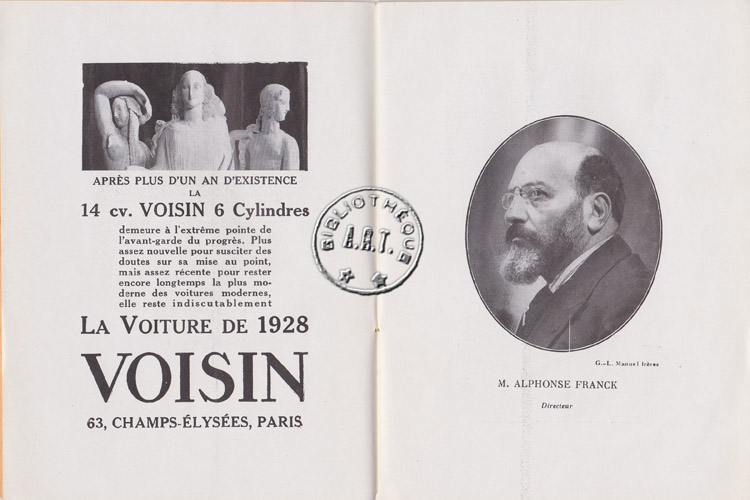 APRÈS PLUS D'UN AN D'EXISTENCE
LA
14 cv. VOISIN 6 Cylindres
demeure à l'extrême pointe de
l'avant-garde du progrès. Plus
assez nouvelle pour susciter des
doutes sur sa mise au point,
mais assez récente pour rester
encore longtemps la plus mo-
derne des voitures modernes,
elle reste indiscutablement
LA VOITURE DE 1928
VOISIN
63, CHAMPS-ÉLYSÉES, PARIS
BIBLIOTHÈQUE
A.R.T.
G.-L. Manuel frères
M. ALPHONSE FRANCK
Directeur